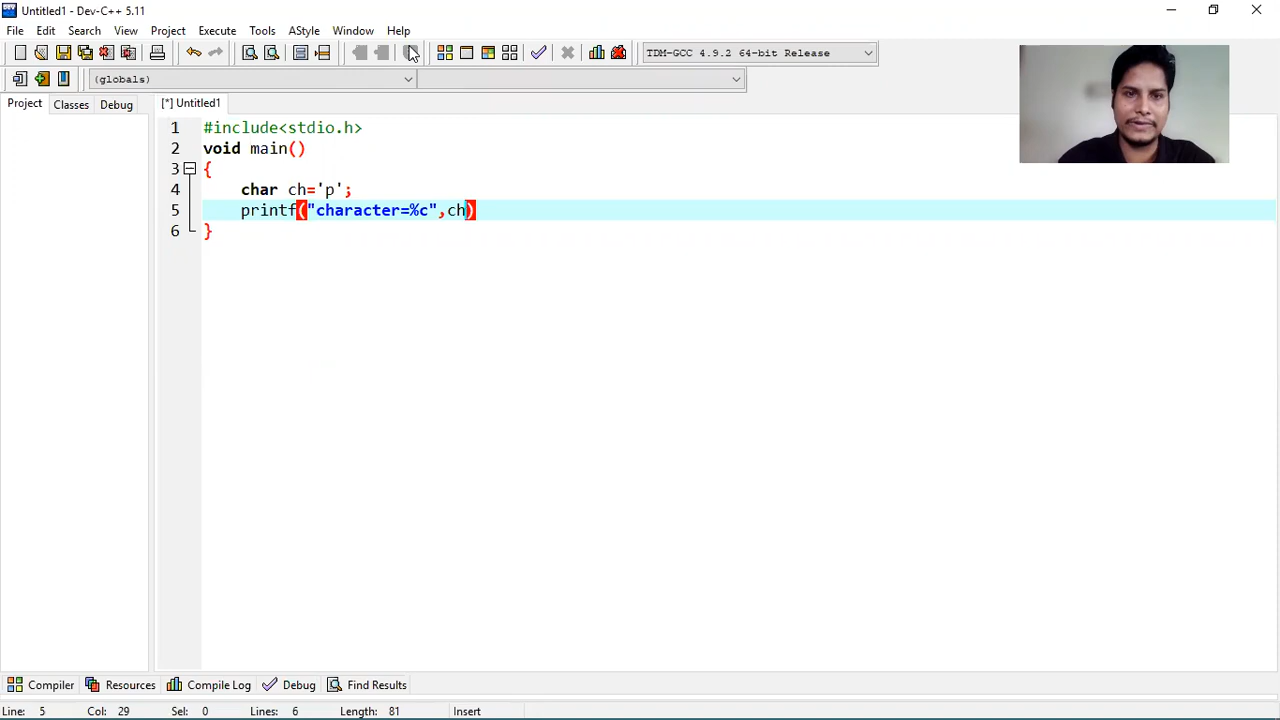 Untitled1 - Dev-C++ 5.11
File Edit Search View Project Execute Tools AStyle Window Help
TDM-GCC 4.9.2 64-bit Release
(globals)
Project Classes Debug [*] Untitled1
1 #include<stdio.h>
2 void main()
3 {
4 char ch='p';
5 printf("character=%c",ch)
6 }
Compiler Resources Compile Log Debug Find Results
Line: 5 Col: 29 Sel: 0 Lines: 6 Length: 81 Insert